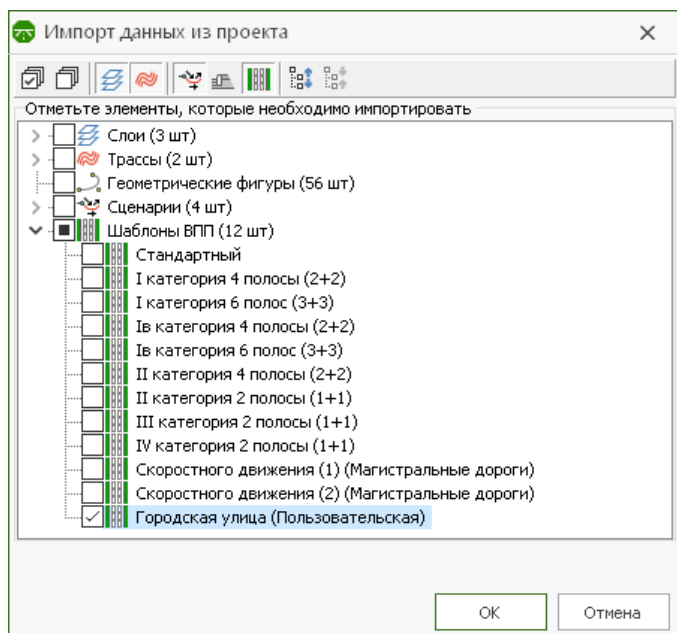 Импорт данных из проекта
Отметьте элементы, которые необходимо импортировать
Слои (3 шт)
Трассы (2 шт)
Геометрические фигуры (56 шт)
Сценарии (4 шт)
Шаблоны ВПП (12 шт)
Стандартный
I категория 4 полосы (2+2)
I категория 6 полос (3+3)
Iв категория 4 полосы (2+2)
Iв категория 6 полос (3+3)
II категория 4 полосы (2+2)
II категория 2 полосы (1+1)
III категория 2 полосы (1+1)
IV категория 2 полосы (1+1)
Скоростного движения (1) (Магистральные дороги)
Скоростного движения (2) (Магистральные дороги)
Городская улица (Пользовательская)
ОК Отмена